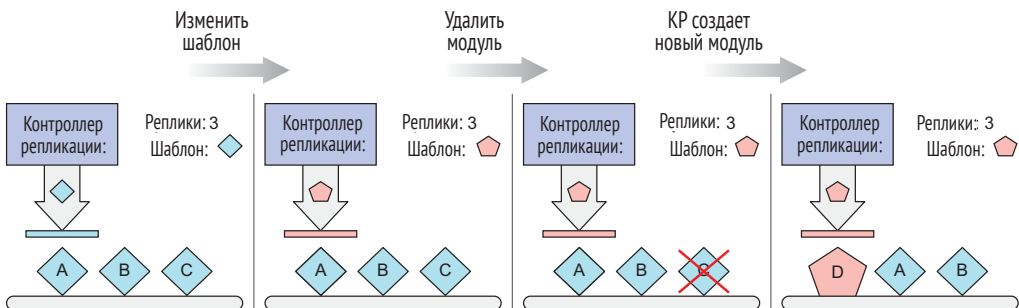 Изменить
шаблон
Удалить
модуль
КР создает
новый модуль
Контроллер
репликации:
Реплики: 3
Шаблон:
A B C
Контроллер
репликации:
Реплики: 3
Шаблон:
A B C
Контроллер
репликации:
Реплики: 3
Шаблон:
A B C
Контроллер
репликации:
Реплики: 3
Шаблон:
D A B